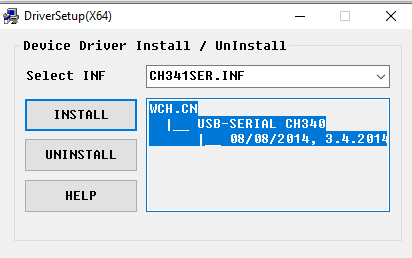 DriverSetup(X64)
Device Driver Install / UnInstall
Select INF CH341SER.INF
INSTALL
UNINSTALL
HELP
WCH.CN
|__ USB-SERIAL CH340
|__ 08/08/2014, 3.4.2014